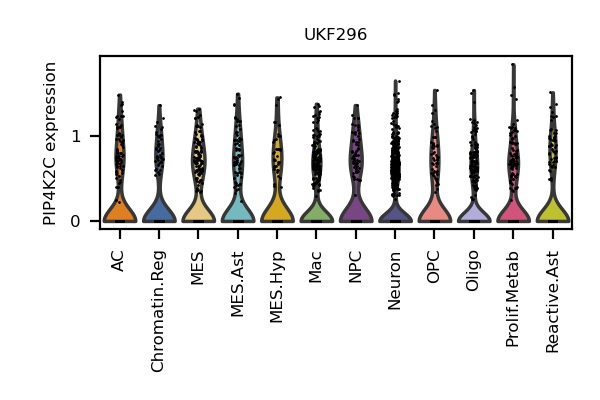 UKF296
PIP4K2C expression
1
0
AC
Chromatin.Reg
MES
MES.Ast
MES.Hyp
Mac
NPC
Neuron
OPC
Oligo
Prolif.Metab
Reactive.Ast